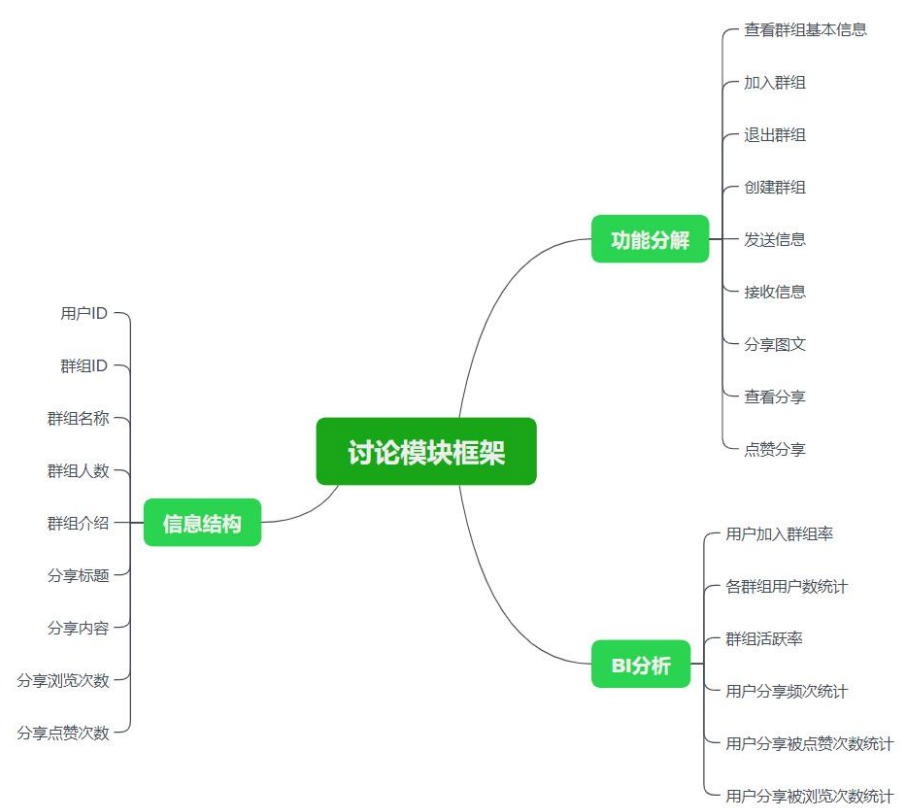 讨论模块框架
功能分解
查看群组基本信息
加入群组
退出群组
创建群组
发送信息
接收信息
分享图文
查看分享
点赞分享
BI分析
用户加入群组率
各群组用户数统计
群组活跃率
用户分享频次统计
用户分享被点赞次数统计
用户分享被浏览次数统计
信息结构
用户ID
群组ID
群组名称
群组人数
群组介绍
分享标题
分享内容
分享浏览次数
分享点赞次数